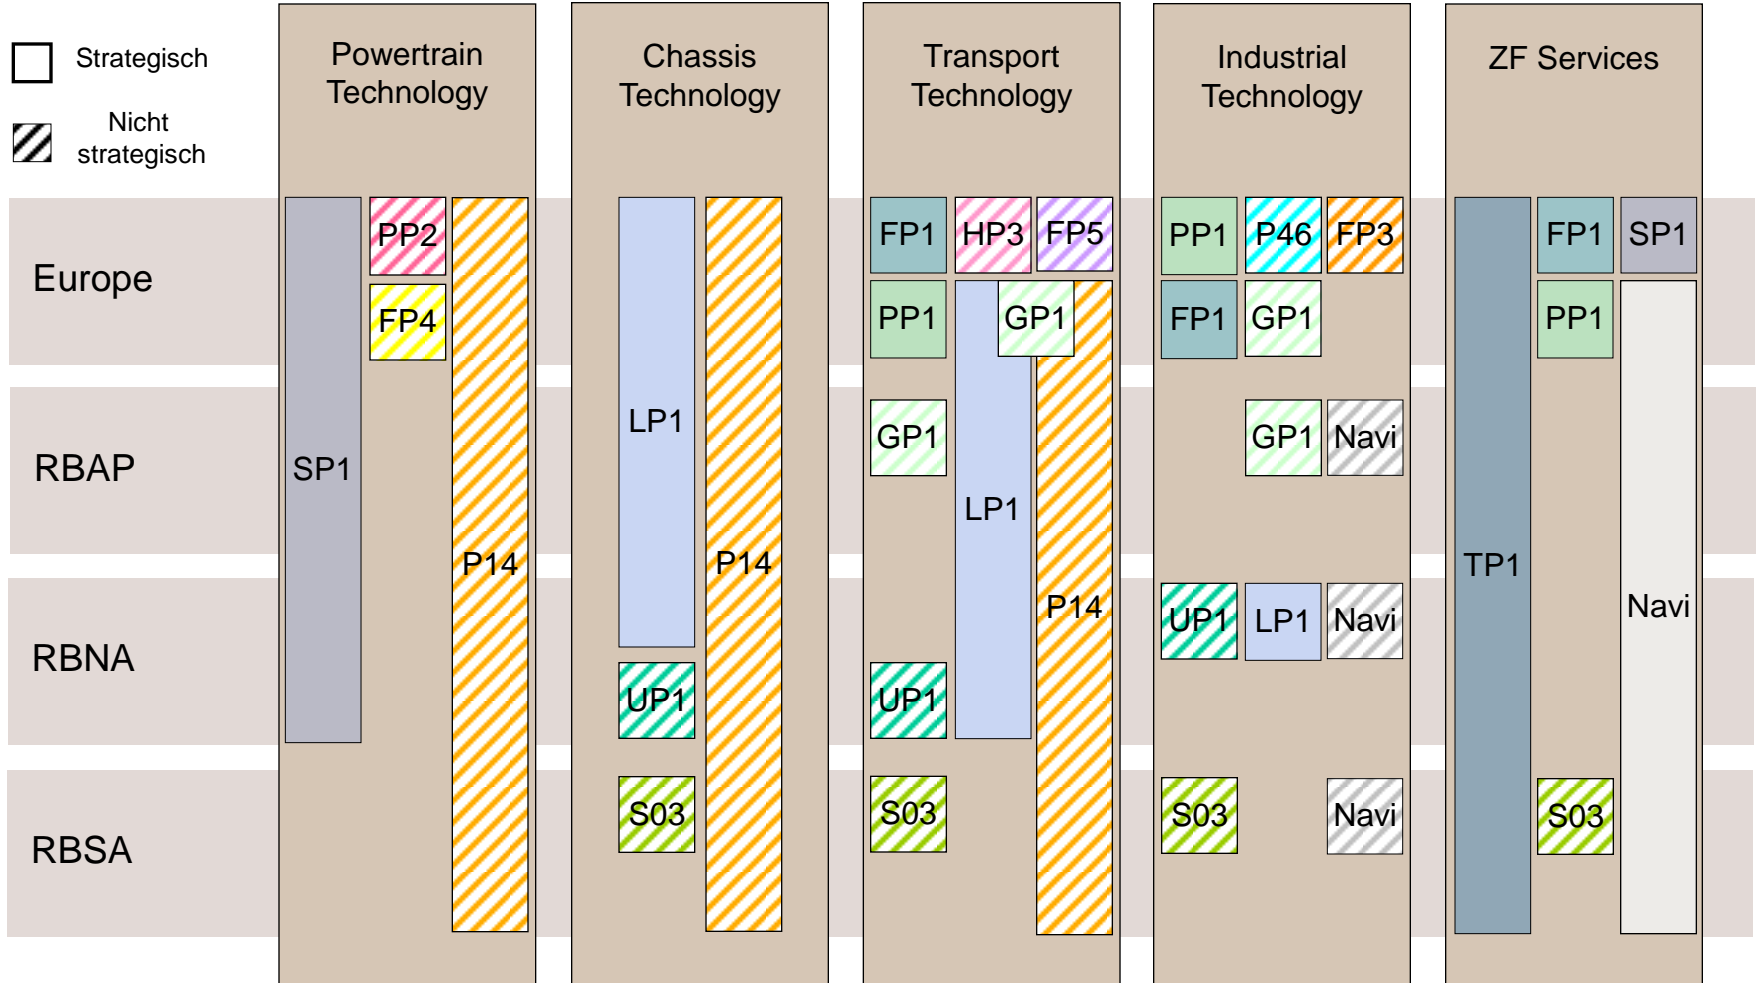 Strategisch
Nicht
strategisch
Powertrain
Technology
Chassis
Technology
Transport
Technology
Industrial
Technology
ZF Services
Europe
RBAP
RBNA
RBSA
SP1
PP2
FP4
P14
LP1
P14
UP1
S03
FP1
HP3
FP5
PP1
GP1
GP1
LP1
P14
UP1
S03
PP1
P46
FP3
FP1
GP1
GP1
Navi
UP1
LP1
Navi
S03
Navi
TP1
FP1
SP1
PP1
Navi
S03